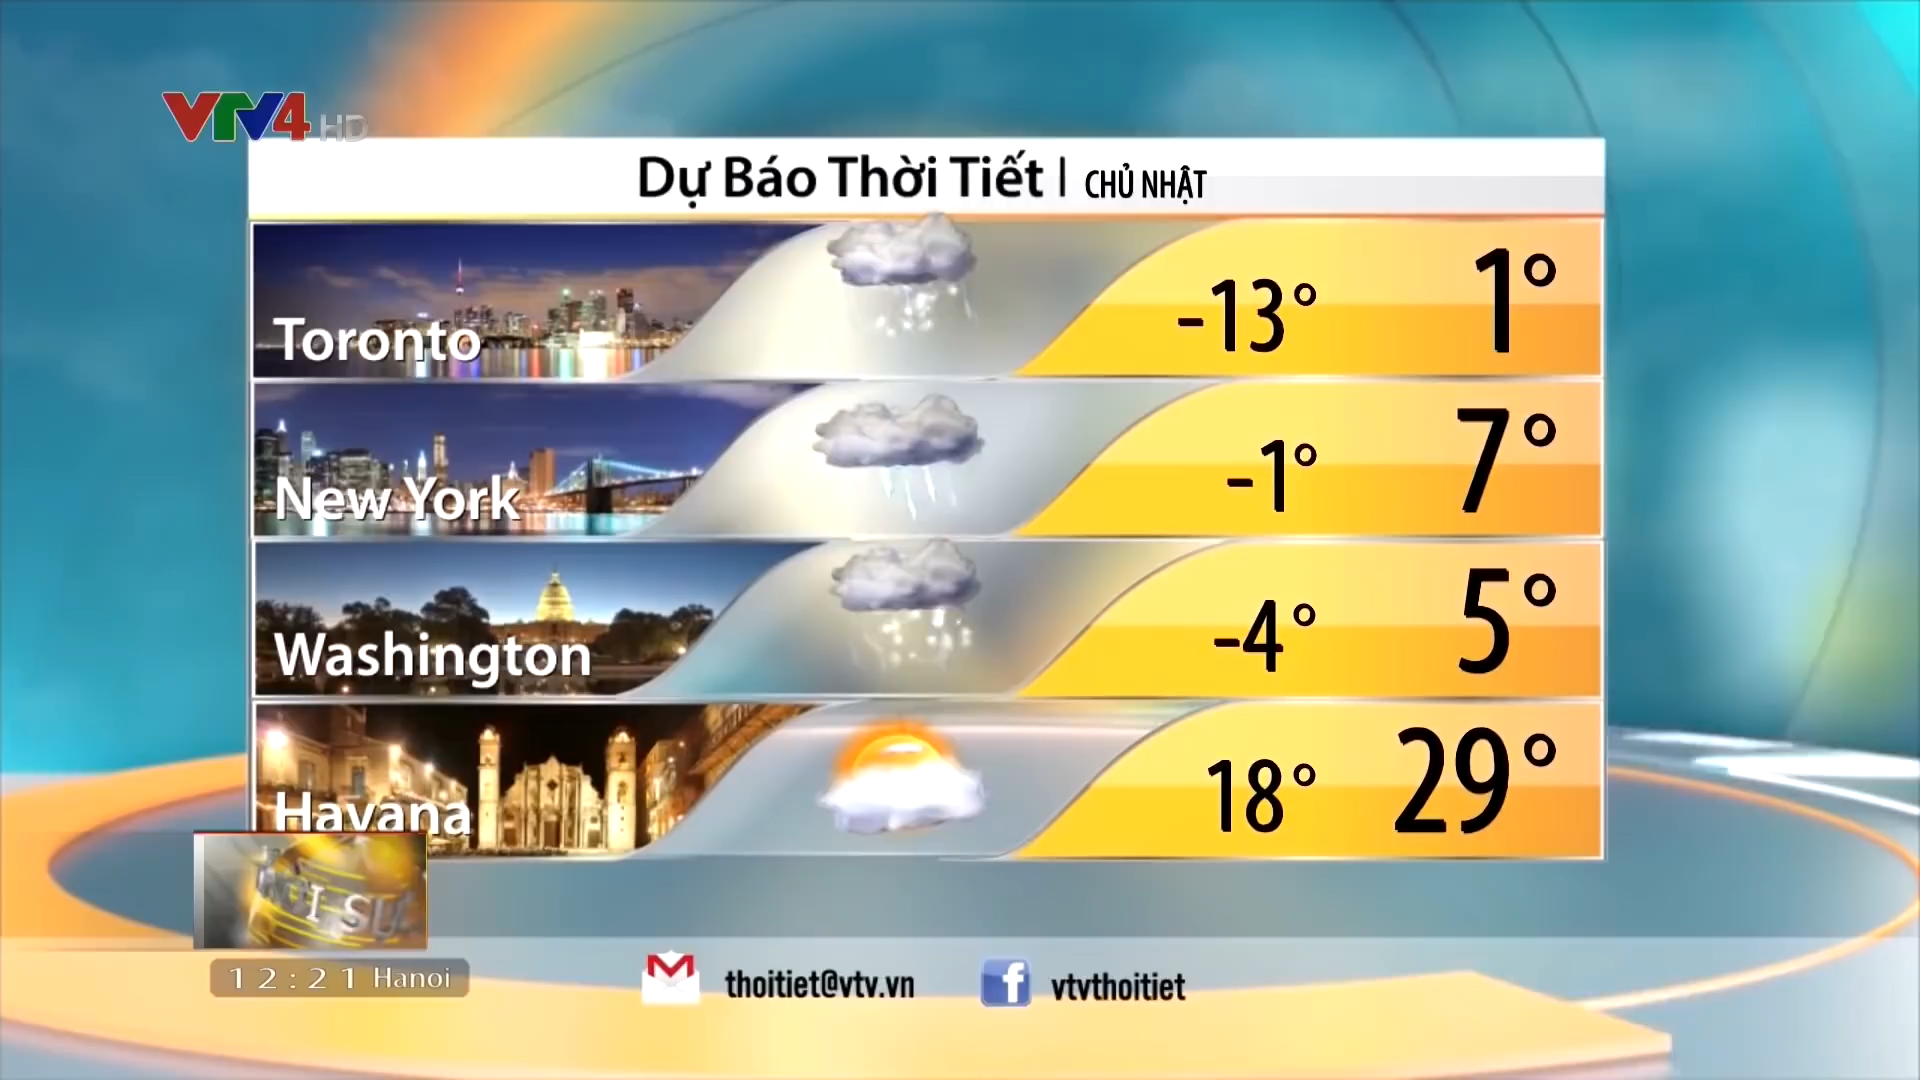 VTV4 HD
Dự Báo Thời Tiết | CHỦ NHẬT
Toronto -13° 1°
New York -1° 7°
Washington -4° 5°
Havana 18° 29°
12:21 Hanoi
thoitiet@vtv.vn vtvthoitiet